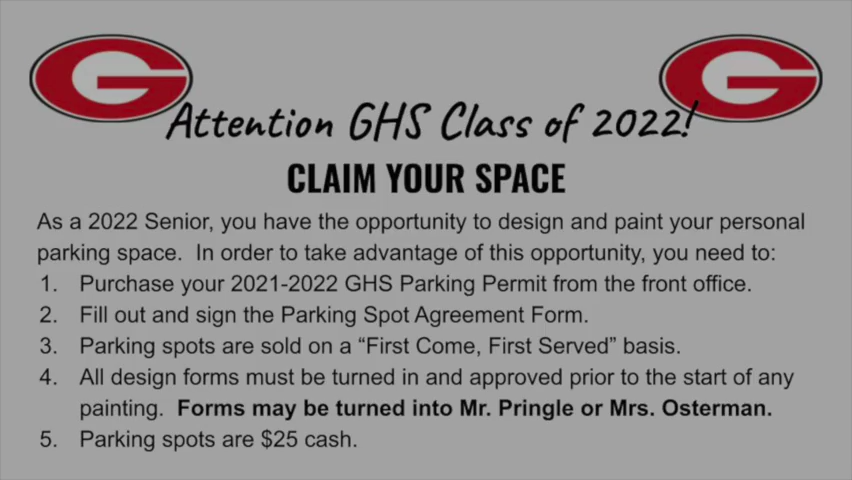 Attention GHS Class of 2022!
CLAIM YOUR SPACE
As a 2022 Senior, you have the opportunity to design and paint your personal
parking space. In order to take advantage of this opportunity, you need to:
1. Purchase your 2021-2022 GHS Parking Permit from the front office.
2. Fill out and sign the Parking Spot Agreement Form.
3. Parking spots are sold on a “First Come, First Served” basis.
4. All design forms must be turned in and approved prior to the start of any
painting. Forms may be turned into Mr. Pringle or Mrs. Osterman.
5. Parking spots are $25 cash.